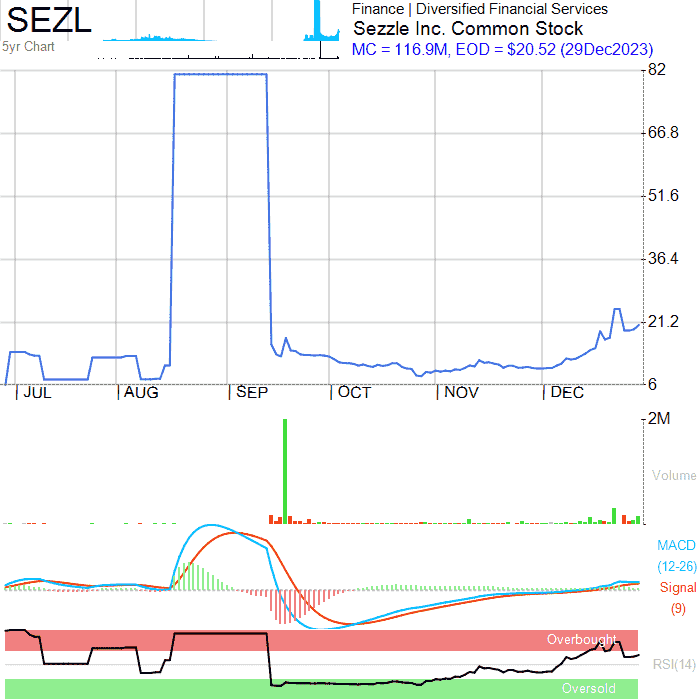 SEZL
5yr Chart
Finance | Diversified Financial Services
Sezzle Inc. Common Stock
MC = 116.9M, EOD = $20.52 (29Dec2023)
82
66.8
51.6
36.4
21.2
6
JUL AUG SEP OCT NOV DEC
2M
Volume
MACD
(12-26)
Signal
(9)
Overbought
RSI(14)
Oversold